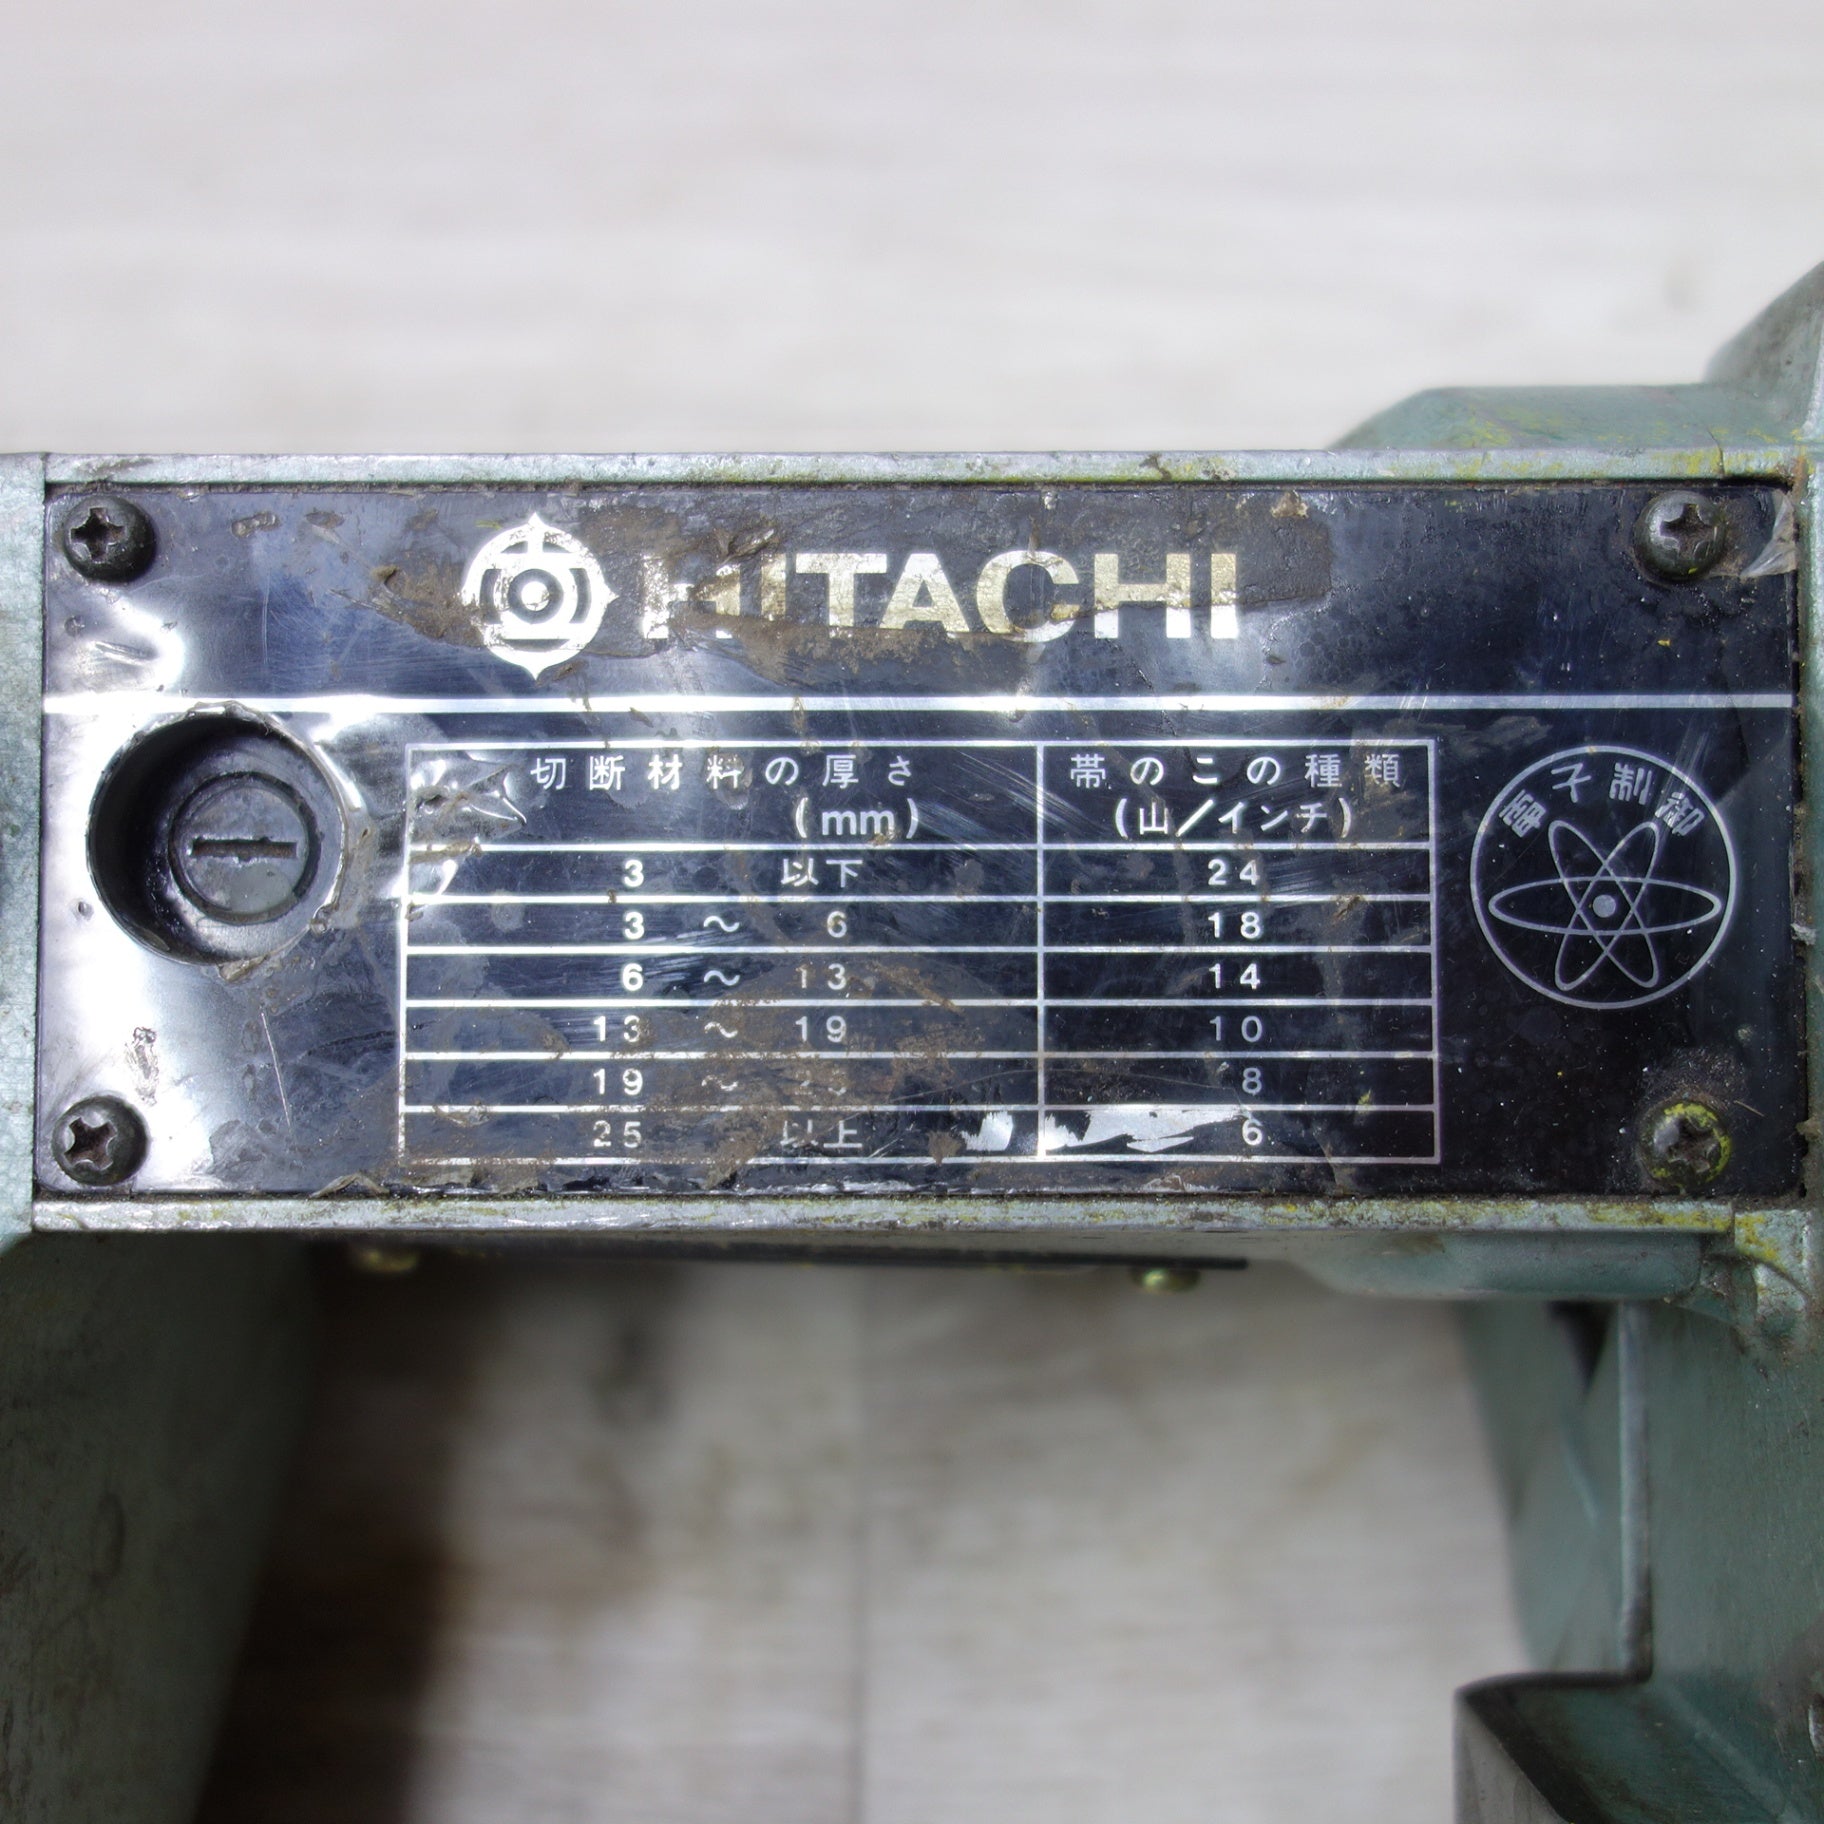 HITACHI
切断材料の厚さ 帯のこの種類
(mm) (山/インチ)
3 以下 24
3 ～ 6 18
6 ～ 13 14
13 ～ 19 10
19 ～ 8
25 以上 6
電子制御